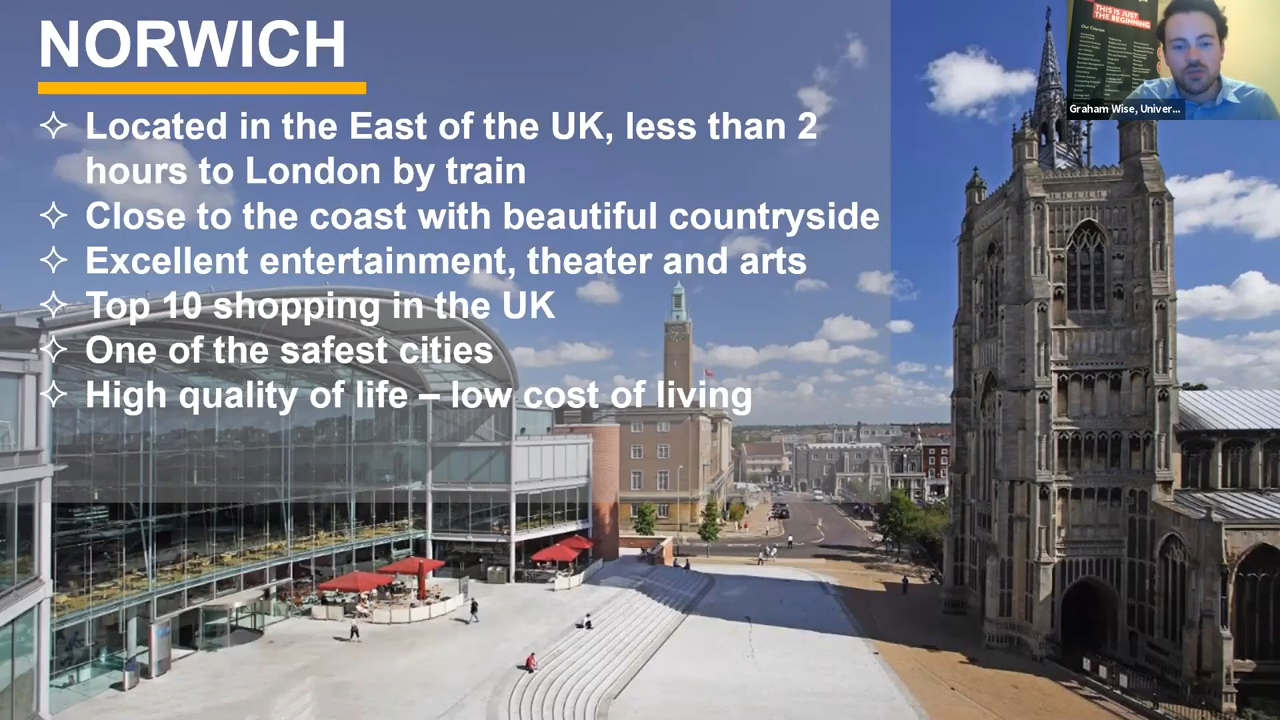 NORWICH
✧ Located in the East of the UK, less than 2
hours to London by train
✧ Close to the coast with beautiful countryside
✧ Excellent entertainment, theater and arts
✧ Top 10 shopping in the UK
✧ One of the safest cities
✧ High quality of life – low cost of living
THIS IS JUST
THE BEGINNING
Our Courses
Graham Wise, Univer...